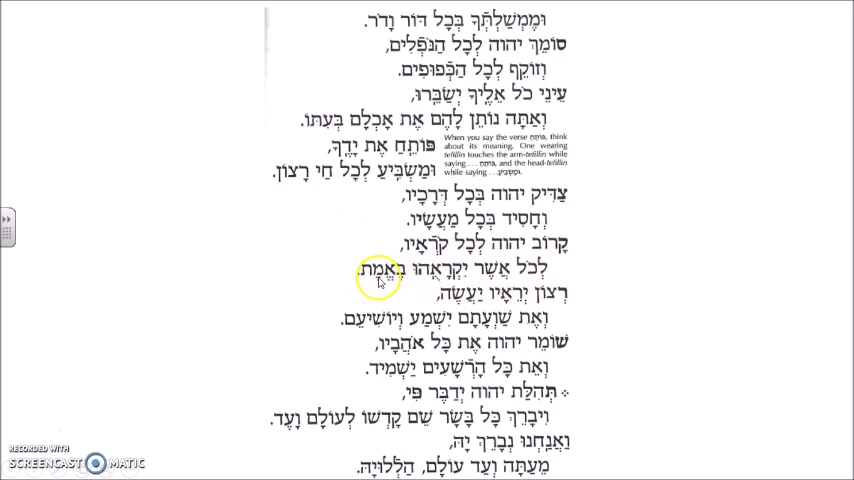 וּמֶמְשַׁלְתְּךָ בְּכׇל דּוֹר וָדֹר.
סוֹמֵךְ יהוה לְכׇל הַנֹּפְלִים,
וְזוֹקֵף לְכׇל הַכְּפוּפִים.
עֵינֵי כֹל אֵלֶיךָ יְשַׂבֵּרוּ,
וְאַתָּה נוֹתֵן לָהֶם אֶת אׇכְלָם בְּעִתּוֹ.
פּוֹתֵחַ אֶת יָדֶךָ,
וּמַשְׂבִּיעַ לְכׇל חַי רָצוֹן.
When you say the verse פּוֹתֵחַ, think
about its meaning. One wearing
tefillin touches the arm-tefillin while
saying . . . פּוֹתֵחַ, and the head-tefillin
while saying . . . וּמַשְׂבִּיעַ.
צַדִּיק יהוה בְּכׇל דְּרָכָיו,
וְחָסִיד בְּכׇל מַעֲשָׂיו.
קָרוֹב יהוה לְכׇל קֹרְאָיו,
לְכֹל אֲשֶׁר יִקְרָאֻהוּ בֶאֱמֶת.
רְצוֹן יְרֵאָיו יַעֲשֶׂה,
וְאֶת שַׁוְעָתָם יִשְׁמַע וְיוֹשִׁיעֵם.
שׁוֹמֵר יהוה אֶת כׇּל אֹהֲבָיו,
וְאֵת כׇּל הָרְשָׁעִים יַשְׁמִיד.
תְּהִלַּת יהוה יְדַבֶּר פִּי,
וִיבָרֵךְ כׇּל בָּשָׂר שֵׁם קׇדְשׁוֹ לְעוֹלָם וָעֶד.
וַאֲנַחְנוּ נְבָרֵךְ יָהּ,
מֵעַתָּה וְעַד עוֹלָם, הַלְלוּיָהּ.
RECORDED WITH
SCREENCAST MATIC